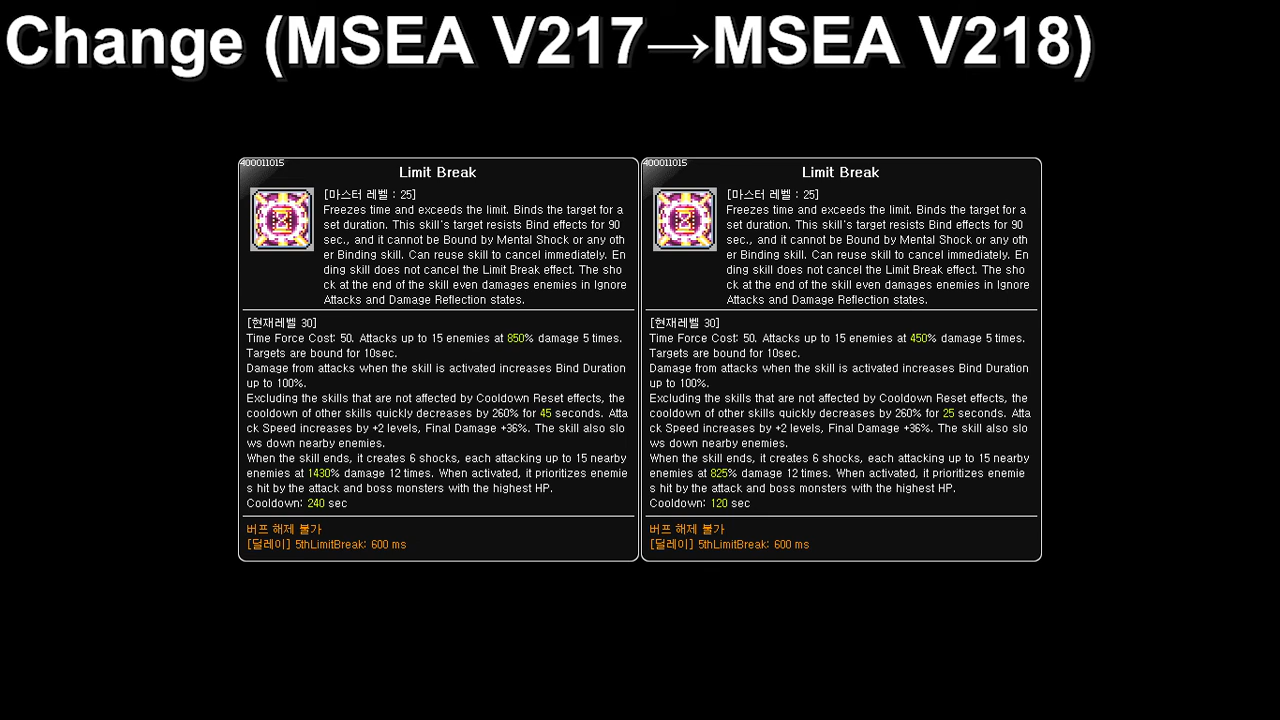 Change (MSEA V217→MSEA V218)
400011015
Limit Break
[마스터 레벨 : 25]
Freezes time and exceeds the limit. Binds the target for a
set duration. This skill's target resists Bind effects for 90
sec., and it cannot be Bound by Mental Shock or any oth
er Binding skill. Can reuse skill to cancel immediately. En
ding skill does not cancel the Limit Break effect. The sho
ck at the end of the skill even damages enemies in Ignore
Attacks and Damage Reflection states.
[현재레벨 30]
Time Force Cost: 50. Attacks up to 15 enemies at 850% damage 5 times.
Targets are bound for 10sec.
Damage from attacks when the skill is activated increases Bind Duration
up to 100%.
Excluding the skills that are not affected by Cooldown Reset effects, the
cooldown of other skills quickly decreases by 260% for 45 seconds. Atta
ck Speed increases by +2 levels, Final Damage +36%. The skill also slo
ws down nearby enemies.
When the skill ends, it creates 6 shocks, each attacking up to 15 nearby
enemies at 1430% damage 12 times. When activated, it prioritizes enemie
s hit by the attack and boss monsters with the highest HP.
Cooldown: 240 sec
버프 해제 불가
[딜레이] 5thLimitBreak: 600 ms
400011015
Limit Break
[마스터 레벨 : 25]
Freezes time and exceeds the limit. Binds the target for a
set duration. This skill's target resists Bind effects for 90
sec., and it cannot be Bound by Mental Shock or any oth
er Binding skill. Can reuse skill to cancel immediately. En
ding skill does not cancel the Limit Break effect. The sho
ck at the end of the skill even damages enemies in Ignore
Attacks and Damage Reflection states.
[현재레벨 30]
Time Force Cost: 50. Attacks up to 15 enemies at 450% damage 5 times.
Targets are bound for 10sec.
Damage from attacks when the skill is activated increases Bind Duration
up to 100%.
Excluding the skills that are not affected by Cooldown Reset effects, the
cooldown of other skills quickly decreases by 260% for 25 seconds. Atta
ck Speed increases by +2 levels, Final Damage +36%. The skill also slo
ws down nearby enemies.
When the skill ends, it creates 6 shocks, each attacking up to 15 nearby
enemies at 825% damage 12 times. When activated, it prioritizes enemie
s hit by the attack and boss monsters with the highest HP.
Cooldown: 120 sec
버프 해제 불가
[딜레이] 5thLimitBreak: 600 ms